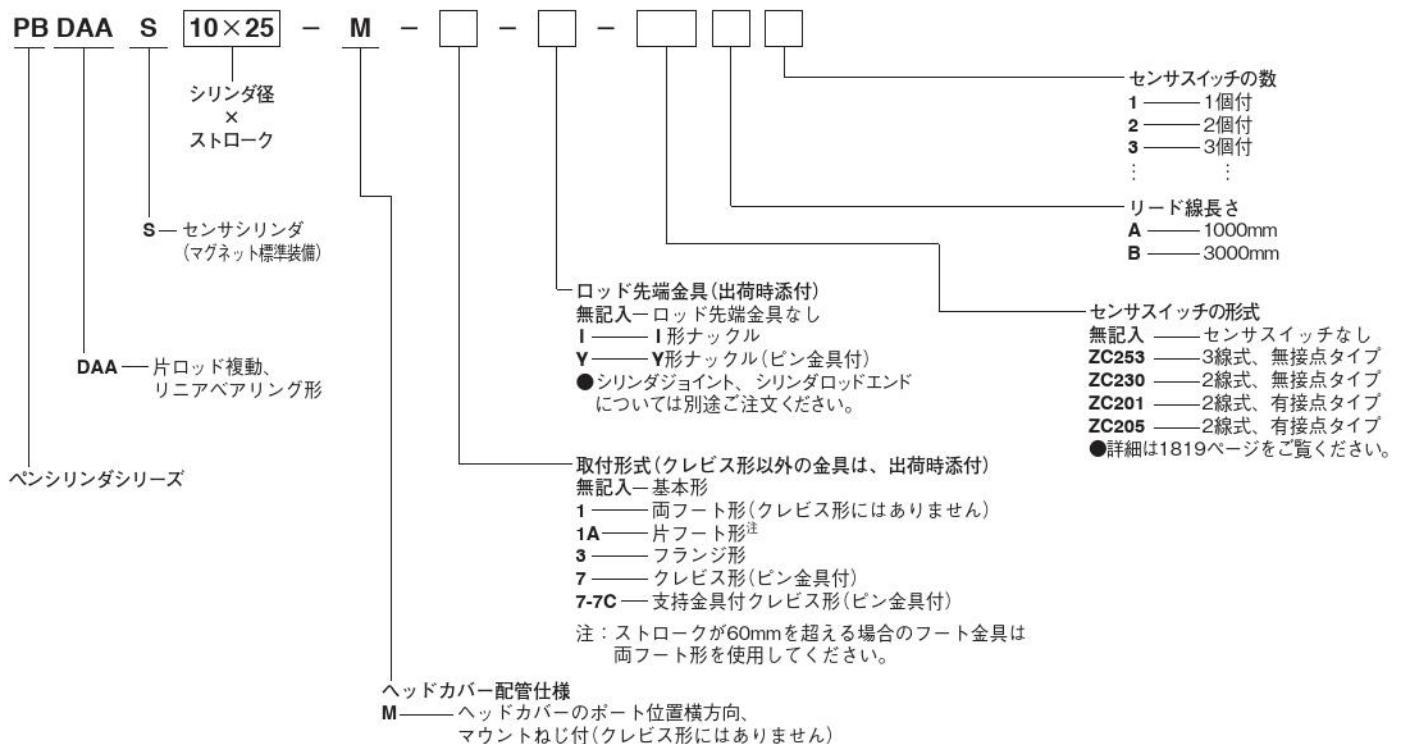 PB DAA S 10×25 － M － □ － □ － □ □ □
シリンダ径
×
ストローク
S センサシリンダ
(マグネット標準装備)
DAA 片ロッド複動、
リニアベアリング形
ペンシリンダシリーズ
センサスイッチの数
1 1個付
2 2個付
3 3個付
⋮ ⋮
リード線長さ
A 1000mm
B 3000mm
センサスイッチの形式
無記入 センサスイッチなし
ZC253 3線式、無接点タイプ
ZC230 2線式、無接点タイプ
ZC201 2線式、有接点タイプ
ZC205 2線式、有接点タイプ
●詳細は1819ページをご覧ください。
ロッド先端金具(出荷時添付)
無記入 ロッド先端金具なし
I I形ナックル
Y Y形ナックル(ピン金具付)
●シリンダジョイント、シリンダロッドエンド
については別途ご注文ください。
取付形式(クレビス形以外の金具は、出荷時添付)
無記入 基本形
1 両フート形(クレビス形にはありません)
1A 片フート形注
3 フランジ形
7 クレビス形(ピン金具付)
7-7C 支持金具付クレビス形(ピン金具付)
注：ストロークが60mmを超える場合のフート金具は
両フート形を使用してください。
ヘッドカバー配管仕様
M ヘッドカバーのポート位置横方向、
マウントねじ付(クレビス形にはありません)